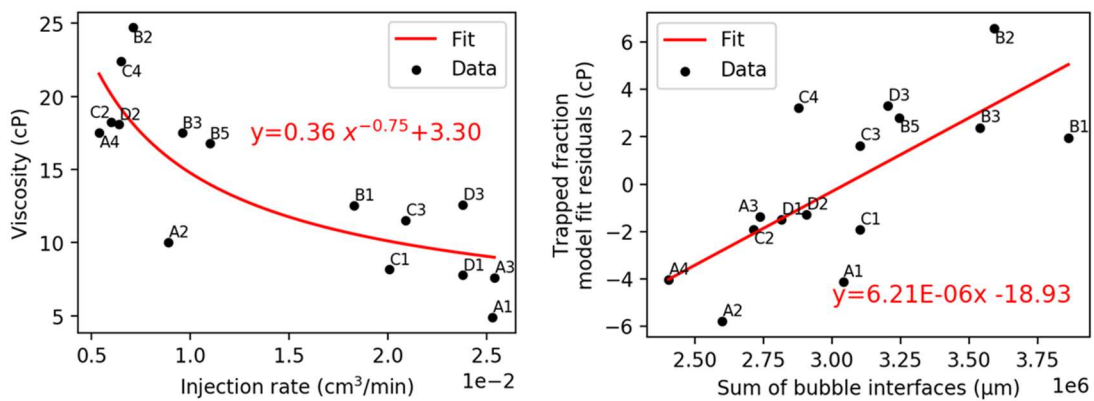 25
20
15
10
5
Viscosity (cP)
Fit
Data
B2
C4
C2
D2
A4
B3
B5
y=0.36 x^−0.75+3.30
A2
B1
C3
D3
C1
D1
A3
A1
0.5 1.0 1.5 2.0 2.5
1e−2
Injection rate (cm³/min)
6
4
2
0
−2
−4
−6
Trapped fraction
model fit residuals (cP)
Fit
Data
B2
C4
D3
B5
B3
B1
C3
A3
D1
D2
C2
C1
A4
A1
A2
y=6.21E-06x -18.93
2.50 2.75 3.00 3.25 3.50 3.75
1e6
Sum of bubble interfaces (μm)